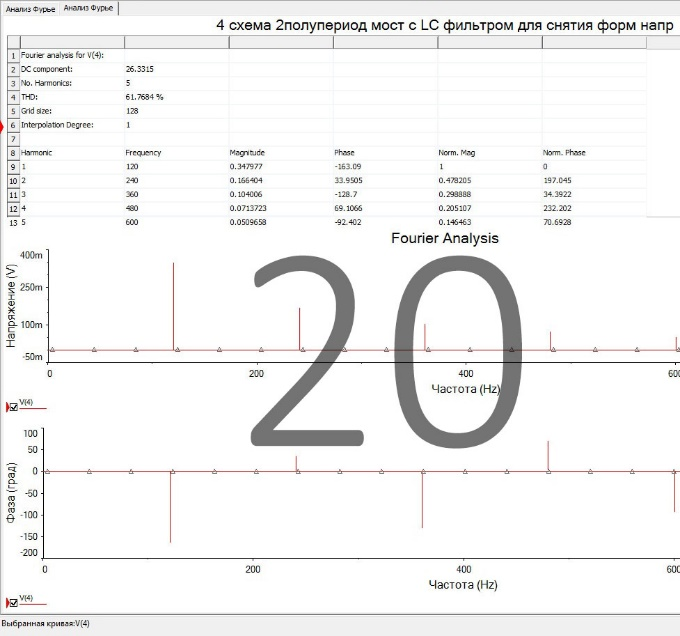 Анализ Фурье Анализ Фурье
4 схема 2полупериод мост с LC фильтром для снятия форм напр
1 Fourier analysis for V(4):
2 DC component: 26.3315
3 No. Harmonics: 5
4 THD: 61.7684 %
5 Grid size: 128
6 Interpolation Degree: 1
7
8 Harmonic Frequency Magnitude Phase Norm. Mag Norm. Phase
9 1 120 0.347977 -163.09 1 0
10 2 240 0.166404 33.9505 0.478205 197.045
11 3 360 0.104006 -128.7 0.298888 34.3922
12 4 480 0.0713723 69.1066 0.205107 232.202
13 5 600 0.0509658 -92.402 0.146463 70.6928
Fourier Analysis
20
Напряжение (V)
400m
250m
100m
-50m
0 200 400 600
Частота (Hz)
V(4)
Фаза (град)
100
50
0
-50
-100
-150
-200
0 200 400 600
Частота (Hz)
V(4)
Выбранная кривая:V(4)